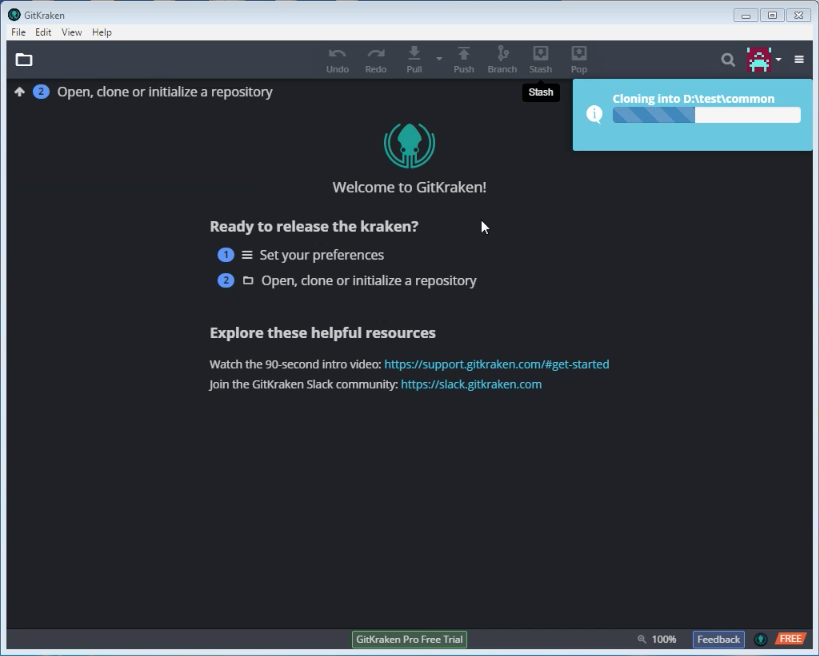 GitKraken
File Edit View Help
Undo Redo Pull Push Branch Stash Pop
2 Open, clone or initialize a repository
Stash
Cloning into D:\test\common
Welcome to GitKraken!
Ready to release the kraken?
1 Set your preferences
2 Open, clone or initialize a repository
Explore these helpful resources
Watch the 90-second intro video: https://support.gitkraken.com/#get-started
Join the GitKraken Slack community: https://slack.gitkraken.com
GitKraken Pro Free Trial 100% Feedback FREE